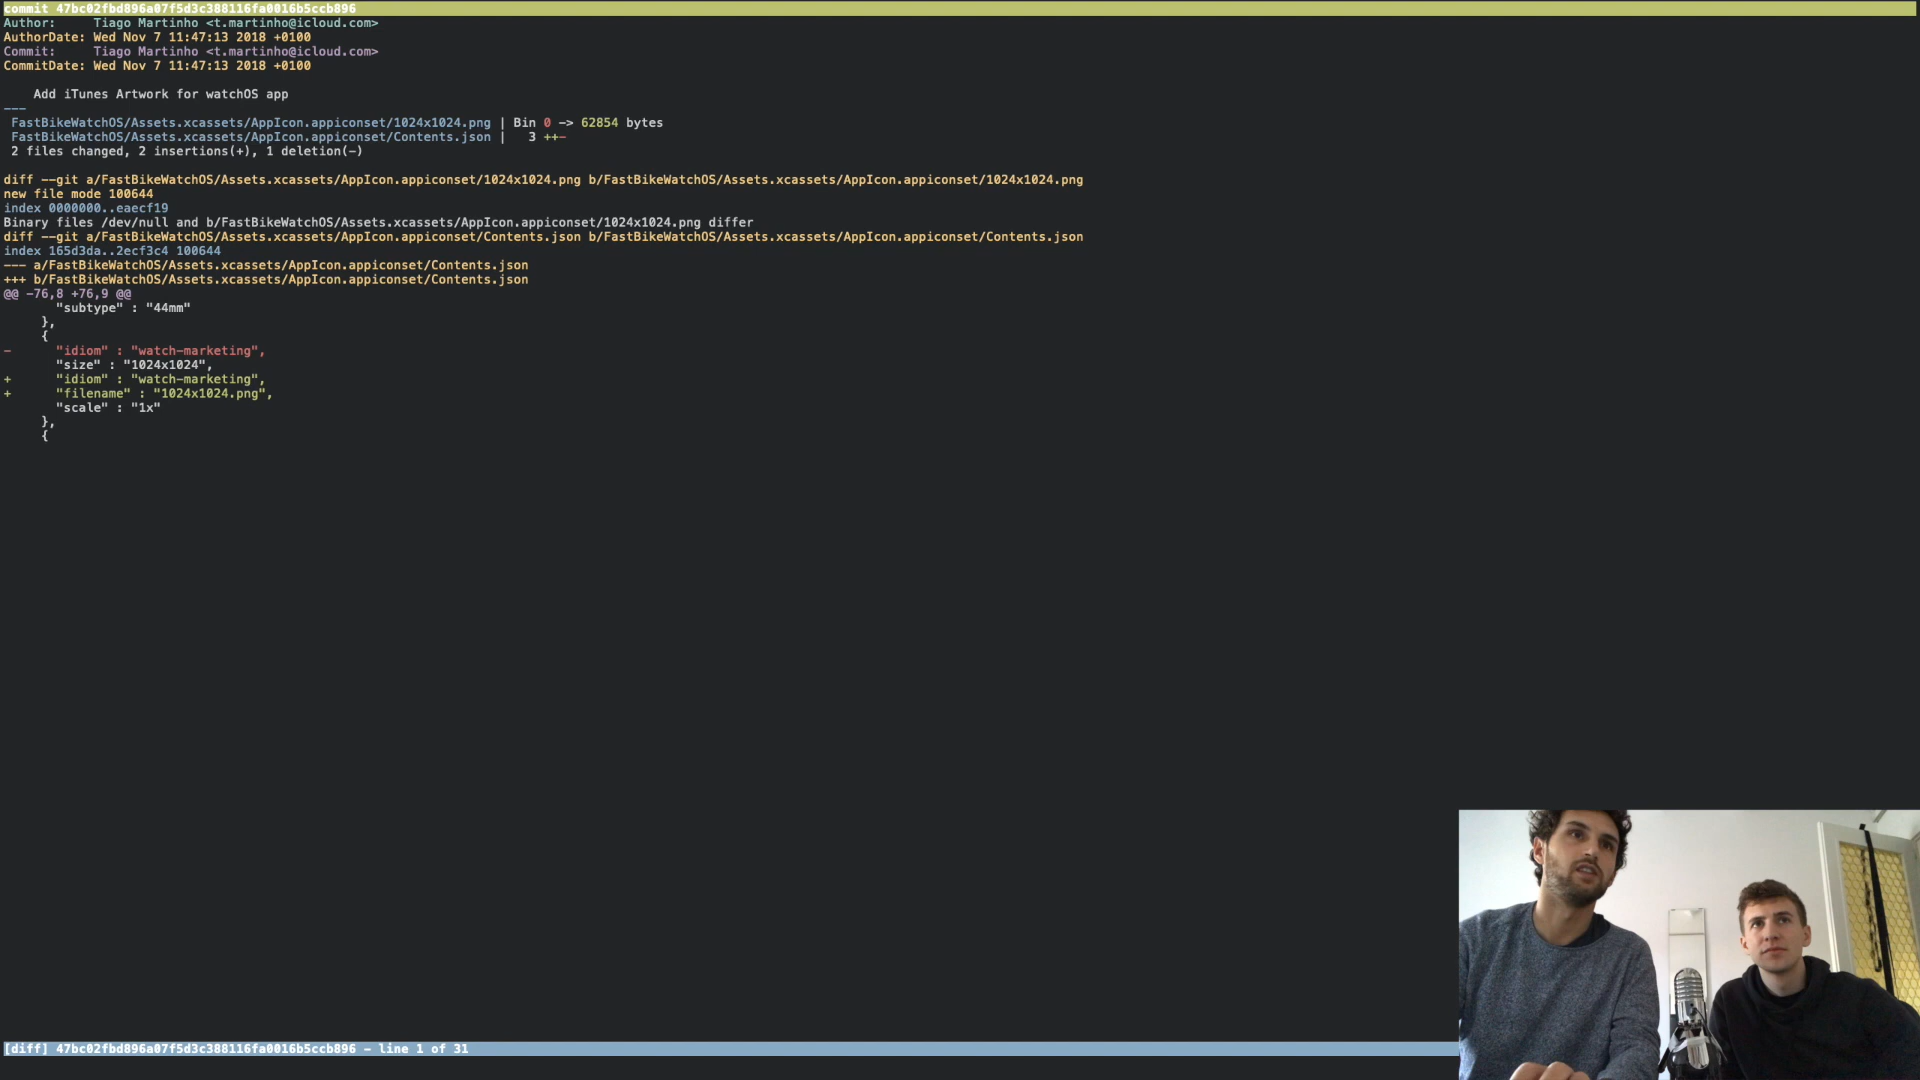 commit 47bc02fbd896a07f5d3c388116fa0016b5ccb896
Author:     Tiago Martinho <t.martinho@icloud.com>
AuthorDate: Wed Nov 7 11:47:13 2018 +0100
Commit:     Tiago Martinho <t.martinho@icloud.com>
CommitDate: Wed Nov 7 11:47:13 2018 +0100
    Add iTunes Artwork for watchOS app
---
 FastBikeWatchOS/Assets.xcassets/AppIcon.appiconset/1024x1024.png | Bin 0 -> 62854 bytes
 FastBikeWatchOS/Assets.xcassets/AppIcon.appiconset/Contents.json |   3 ++-
 2 files changed, 2 insertions(+), 1 deletion(-)
diff --git a/FastBikeWatchOS/Assets.xcassets/AppIcon.appiconset/1024x1024.png b/FastBikeWatchOS/Assets.xcassets/AppIcon.appiconset/1024x1024.png
new file mode 100644
index 0000000..eaecf19
Binary files /dev/null and b/FastBikeWatchOS/Assets.xcassets/AppIcon.appiconset/1024x1024.png differ
diff --git a/FastBikeWatchOS/Assets.xcassets/AppIcon.appiconset/Contents.json b/FastBikeWatchOS/Assets.xcassets/AppIcon.appiconset/Contents.json
index 165d3da..2ecf3c4 100644
--- a/FastBikeWatchOS/Assets.xcassets/AppIcon.appiconset/Contents.json
+++ b/FastBikeWatchOS/Assets.xcassets/AppIcon.appiconset/Contents.json
@@ -76,8 +76,9 @@
       "subtype" : "44mm"
     },
     {
-      "idiom" : "watch-marketing",
       "size" : "1024x1024",
+      "idiom" : "watch-marketing",
+      "filename" : "1024x1024.png",
       "scale" : "1x"
     },
     {
[diff] 47bc02fbd896a07f5d3c388116fa0016b5ccb896 - line 1 of 31